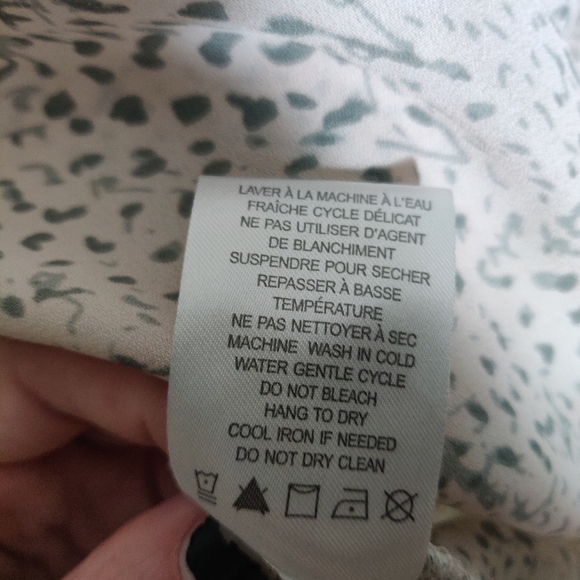 LAVER À LA MACHINE À L'EAU
FRAÎCHE CYCLE DÉLICAT
NE PAS UTILISER D'AGENT
DE BLANCHIMENT
SUSPENDRE POUR SECHER
REPASSER À BASSE
TEMPÉRATURE
NE PAS NETTOYER À SEC
MACHINE WASH IN COLD
WATER GENTLE CYCLE
DO NOT BLEACH
HANG TO DRY
COOL IRON IF NEEDED
DO NOT DRY CLEAN